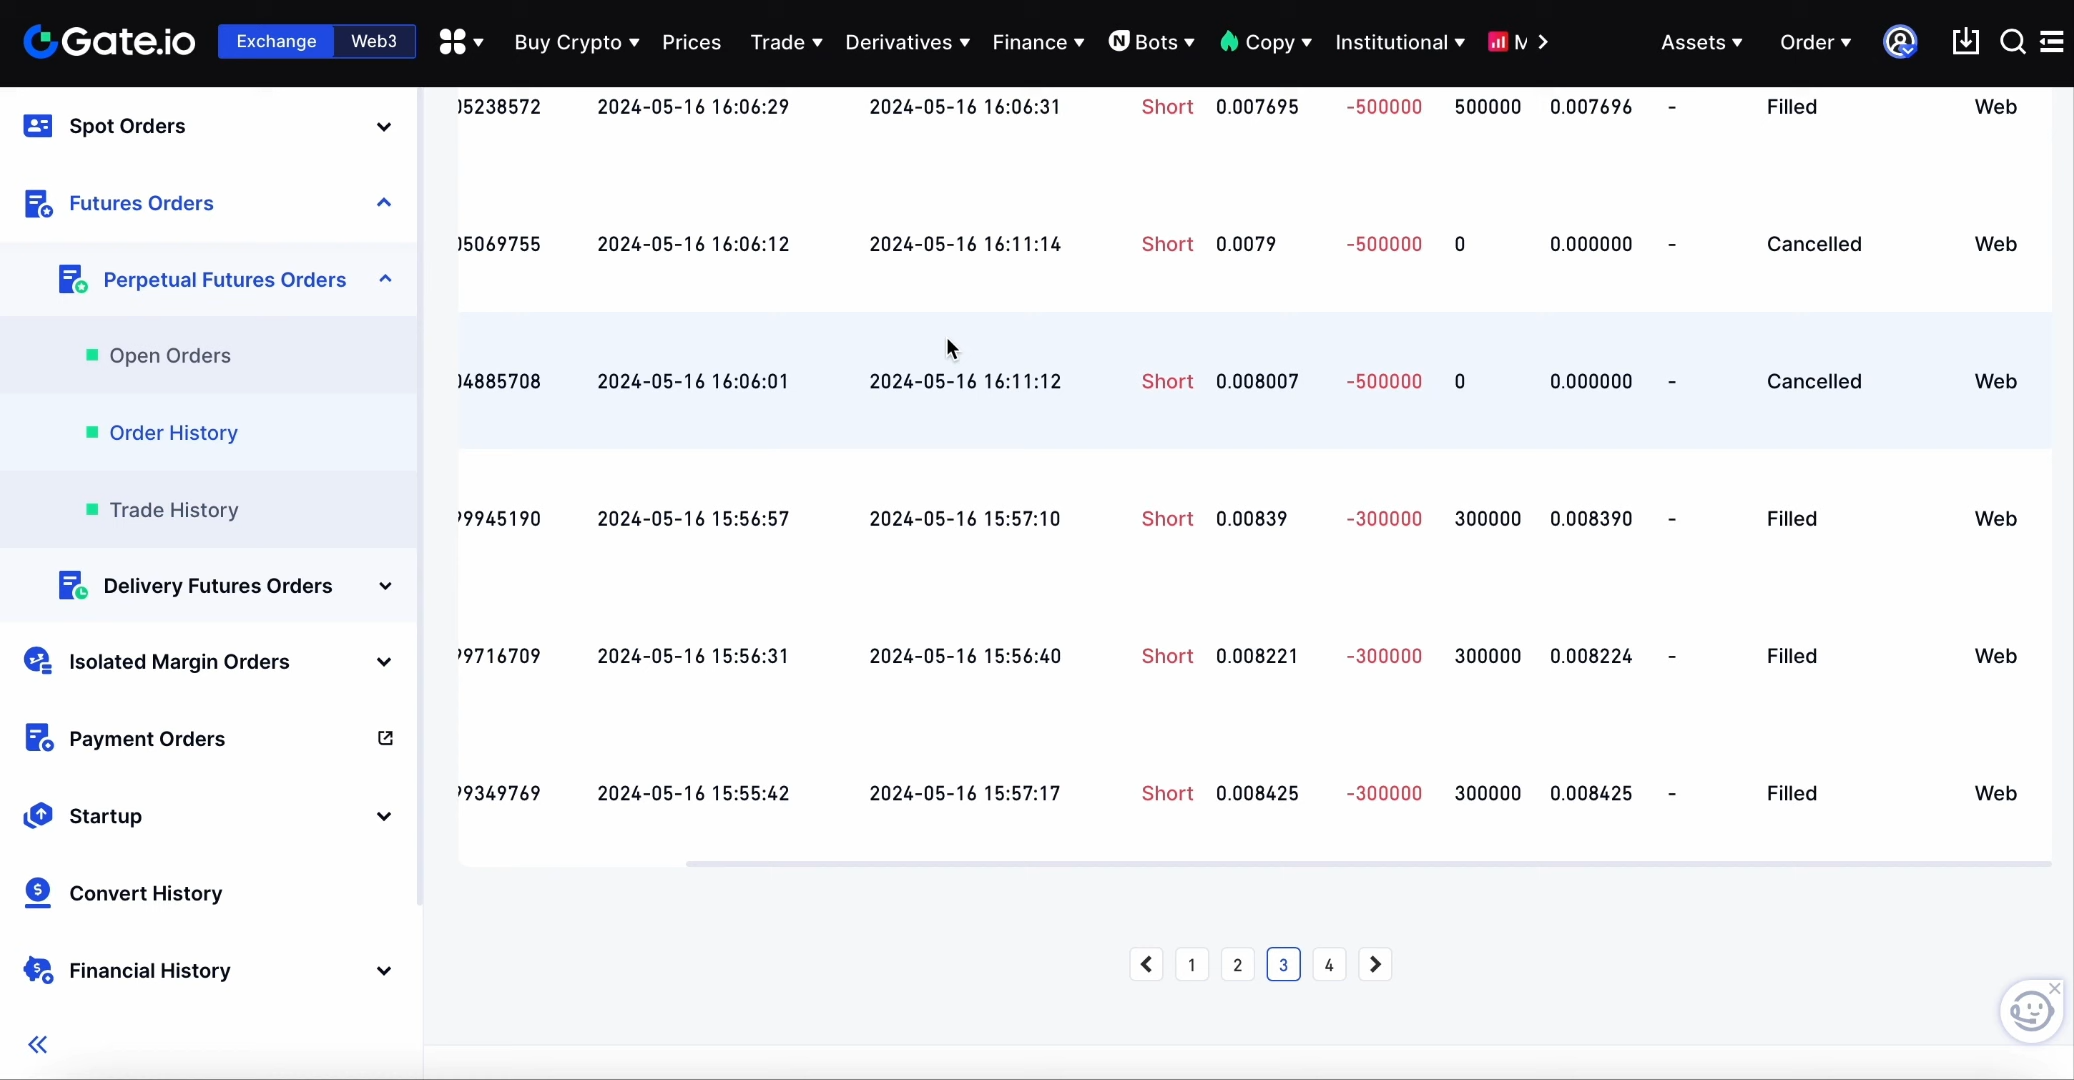 Gate.io Exchange Web3 Buy Crypto Prices Trade Derivatives Finance Bots Copy Institutional Assets Order
Spot Orders
Futures Orders
Perpetual Futures Orders
Open Orders
Order History
Trade History
Delivery Futures Orders
Isolated Margin Orders
Payment Orders
Startup
Convert History
Financial History
05238572 2024-05-16 16:06:29 2024-05-16 16:06:31 Short 0.007695 -500000 500000 0.007696 - Filled Web
05069755 2024-05-16 16:06:12 2024-05-16 16:11:14 Short 0.0079 -500000 0 0.000000 - Cancelled Web
04885708 2024-05-16 16:06:01 2024-05-16 16:11:12 Short 0.008007 -500000 0 0.000000 - Cancelled Web
99945190 2024-05-16 15:56:57 2024-05-16 15:57:10 Short 0.00839 -300000 300000 0.008390 - Filled Web
99716709 2024-05-16 15:56:31 2024-05-16 15:56:40 Short 0.008221 -300000 300000 0.008224 - Filled Web
99349769 2024-05-16 15:55:42 2024-05-16 15:57:17 Short 0.008425 -300000 300000 0.008425 - Filled Web
1 2 3 4